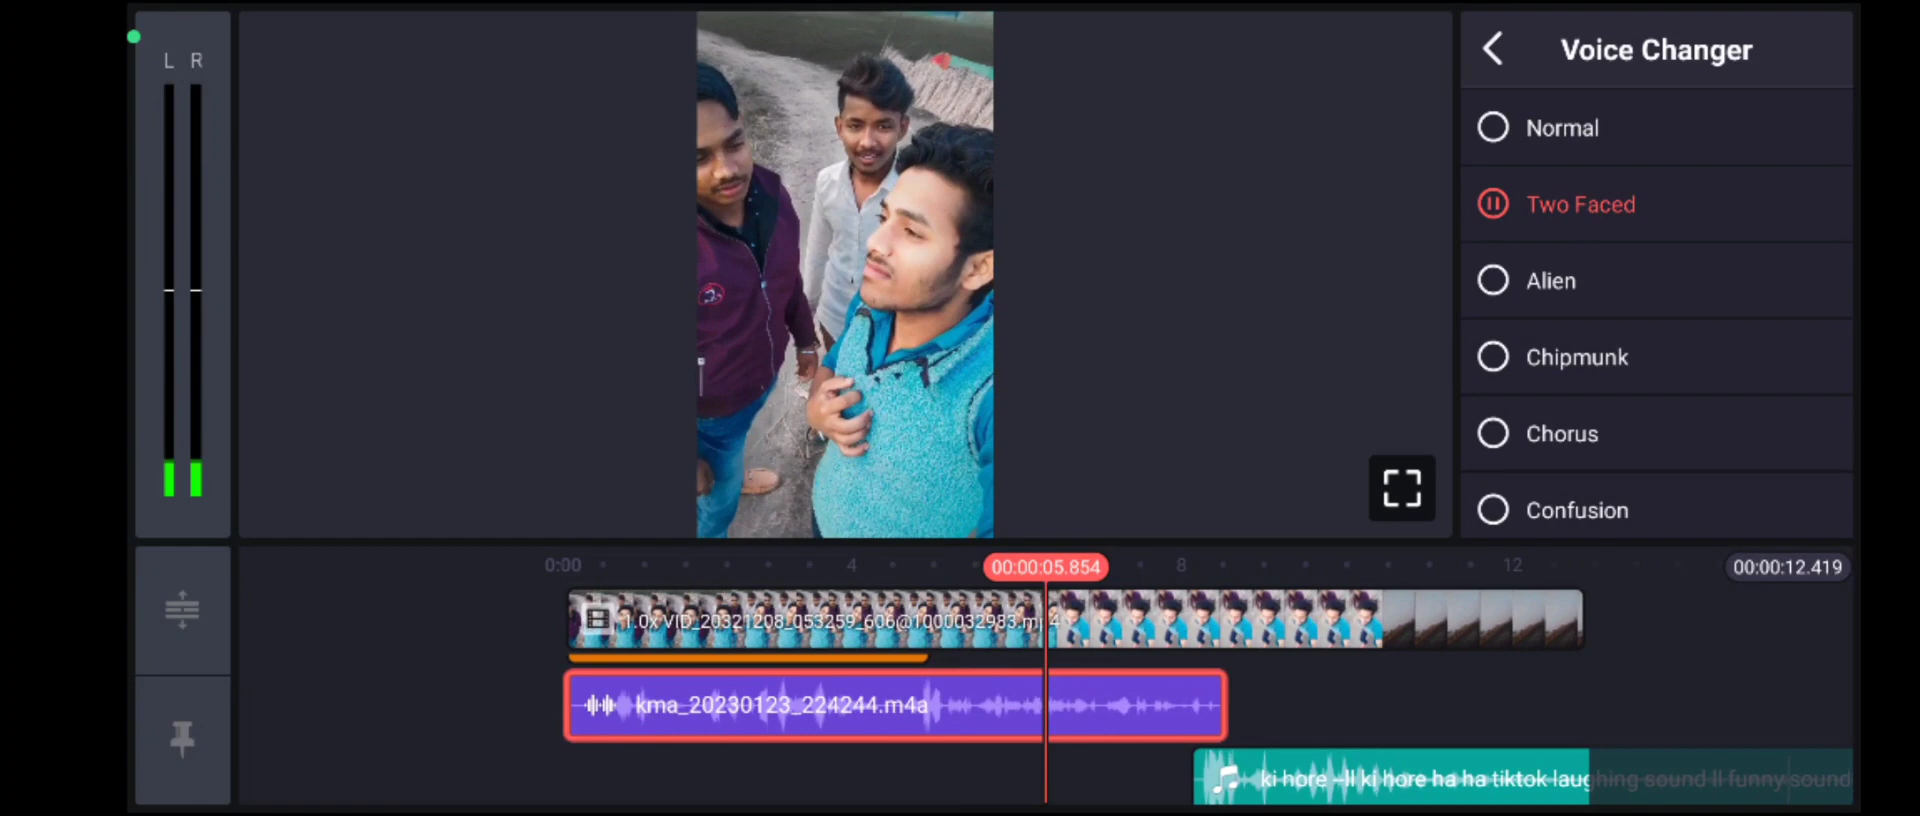 L R
Voice Changer
Normal
Two Faced
Alien
Chipmunk
Chorus
Confusion
0:00 4 00:00:05.854 8 12 00:00:12.419
1.0x VID_20321208_053259_606@1000032983.mp4
kma_20230123_224244.m4a
ki hore –ll ki hore ha ha tiktok laughing sound ll funny sound